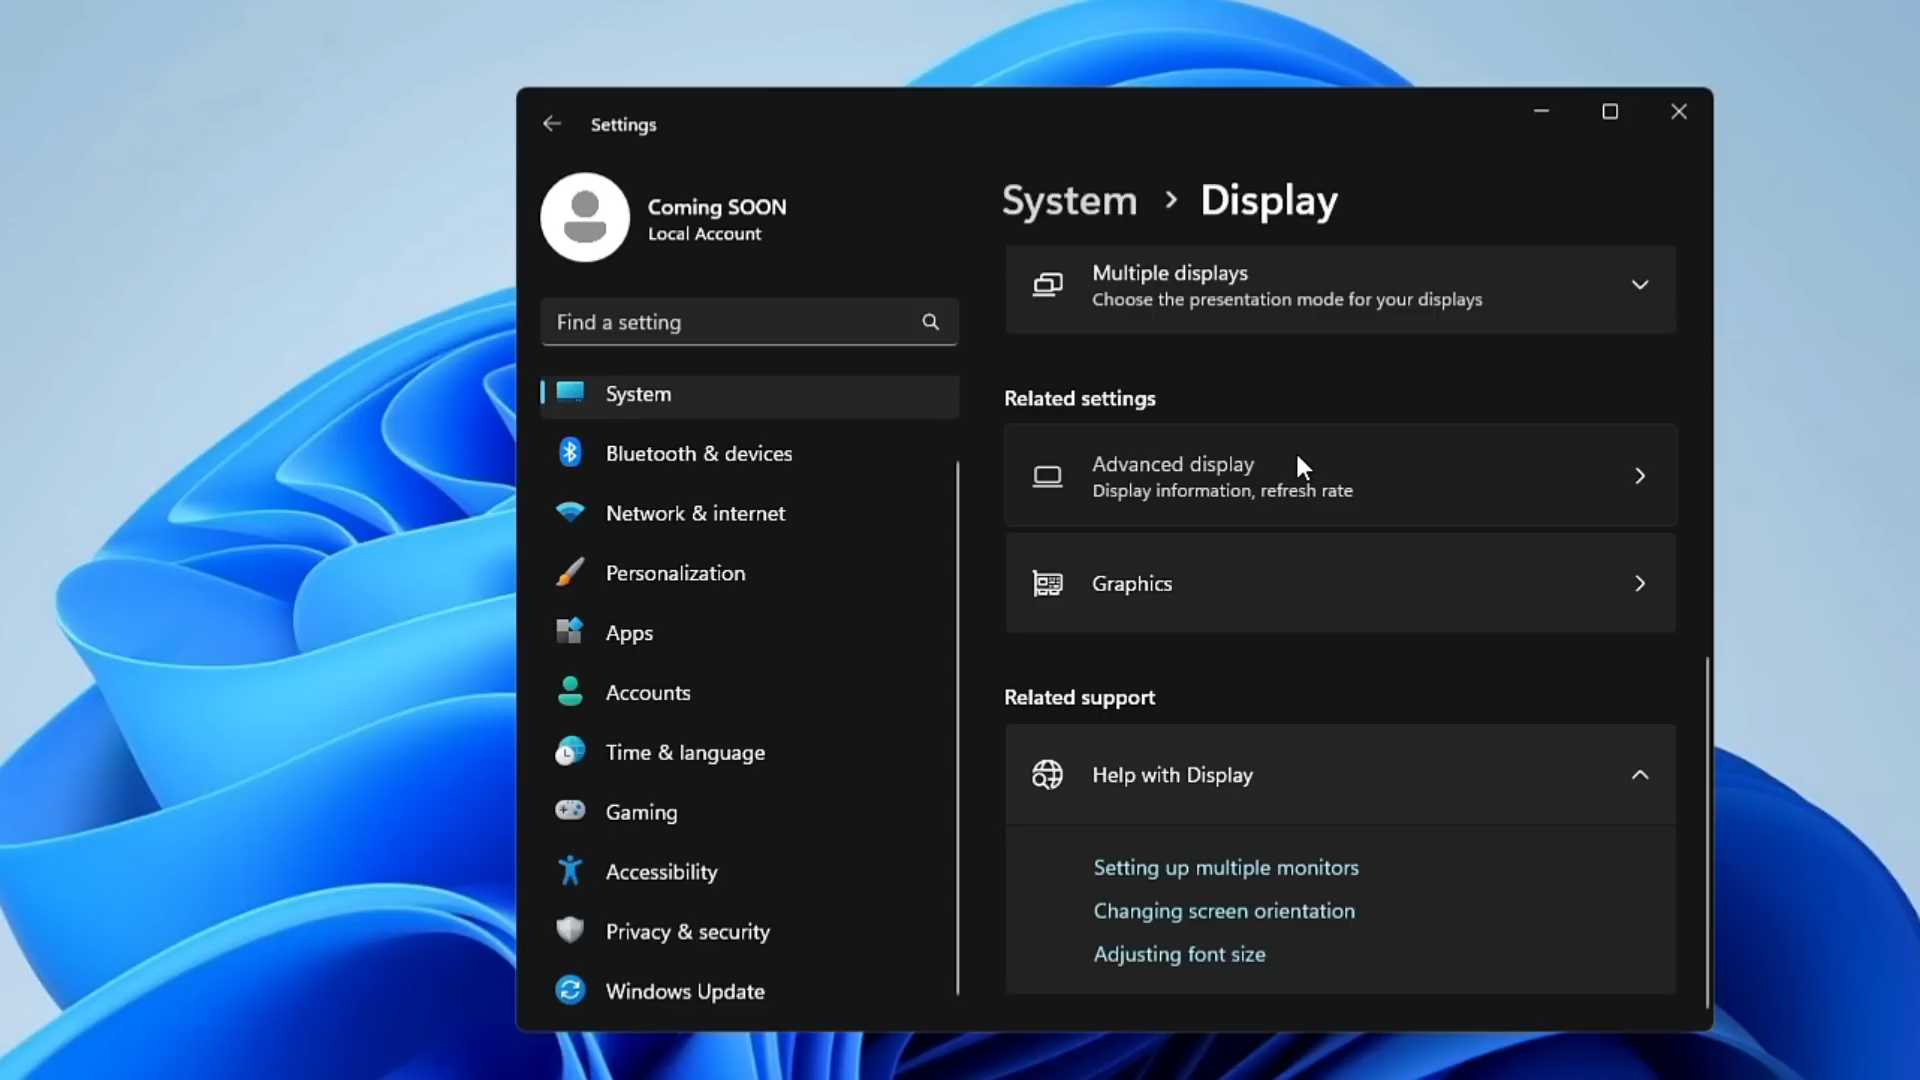 Settings
Coming SOON
Local Account
Find a setting
System
Bluetooth & devices
Network & internet
Personalization
Apps
Accounts
Time & language
Gaming
Accessibility
Privacy & security
Windows Update
System > Display
Multiple displays
Choose the presentation mode for your displays
Related settings
Advanced display
Display information, refresh rate
Graphics
Related support
Help with Display
Setting up multiple monitors
Changing screen orientation
Adjusting font size